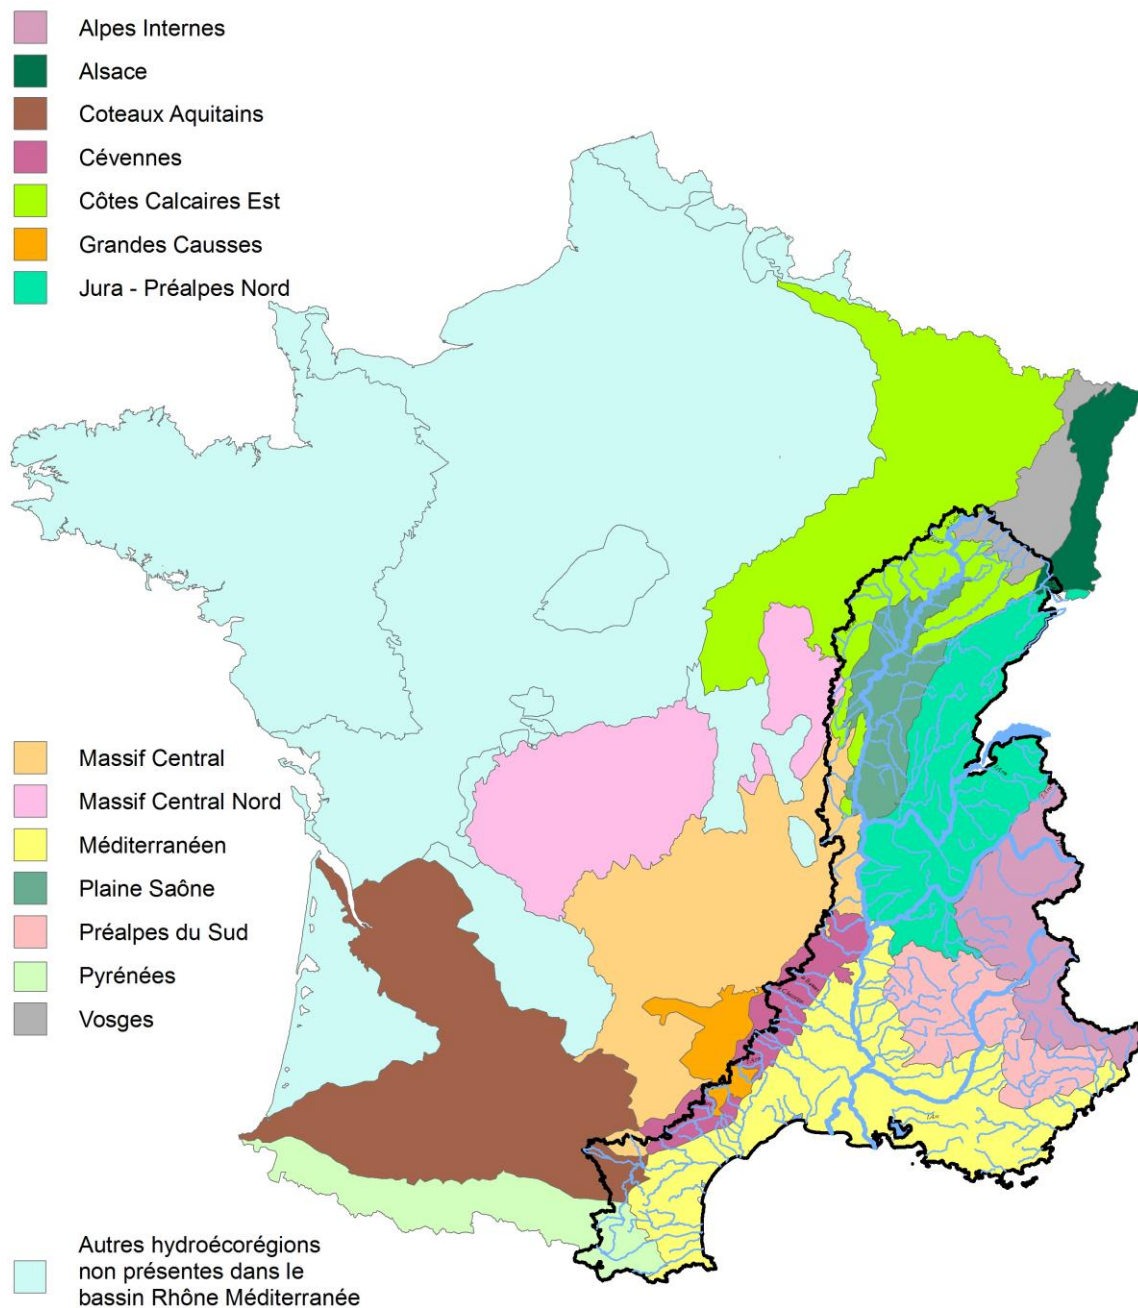 Alpes Internes
Alsace
Coteaux Aquitains
Cévennes
Côtes Calcaires Est
Grandes Causses
Jura - Préalpes Nord
Massif Central
Massif Central Nord
Méditerranéen
Plaine Saône
Préalpes du Sud
Pyrénées
Vosges
Autres hydroécorégions
non présentes dans le
bassin Rhône Méditerranée